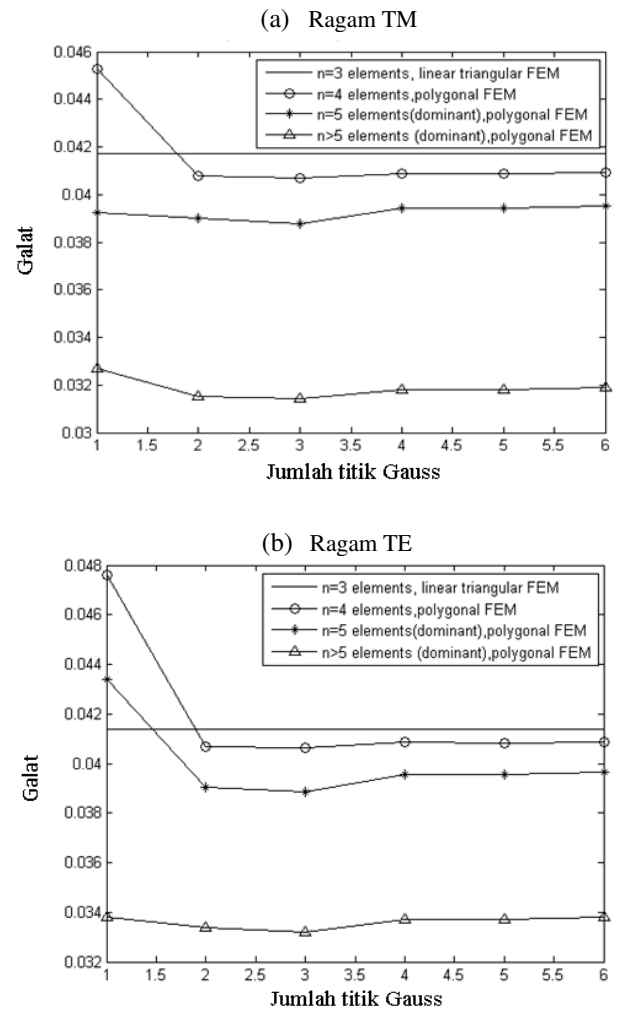 (a) Ragam TM
0.046
0.044
0.042
0.04
0.038
0.036
0.034
0.032
0.03
n=3 elements, linear triangular FEM
n=4 elements,polygonal FEM
n=5 elements(dominant),polygonal FEM
n>5 elements (dominant),polygonal FEM
Galat
1 1.5 2 2.5 3 3.5 4 4.5 5 5.5 6
Jumlah titik Gauss
(b) Ragam TE
0.048
0.046
0.044
0.042
0.04
0.038
0.036
0.034
0.032
n=3 elements, linear triangular FEM
n=4 elements,polygonal FEM
n=5 elements(dominant),polygonal FEM
n>5 elements (dominant),polygonal FEM
Galat
1 1.5 2 2.5 3 3.5 4 4.5 5 5.5 6
Jumlah titik Gauss